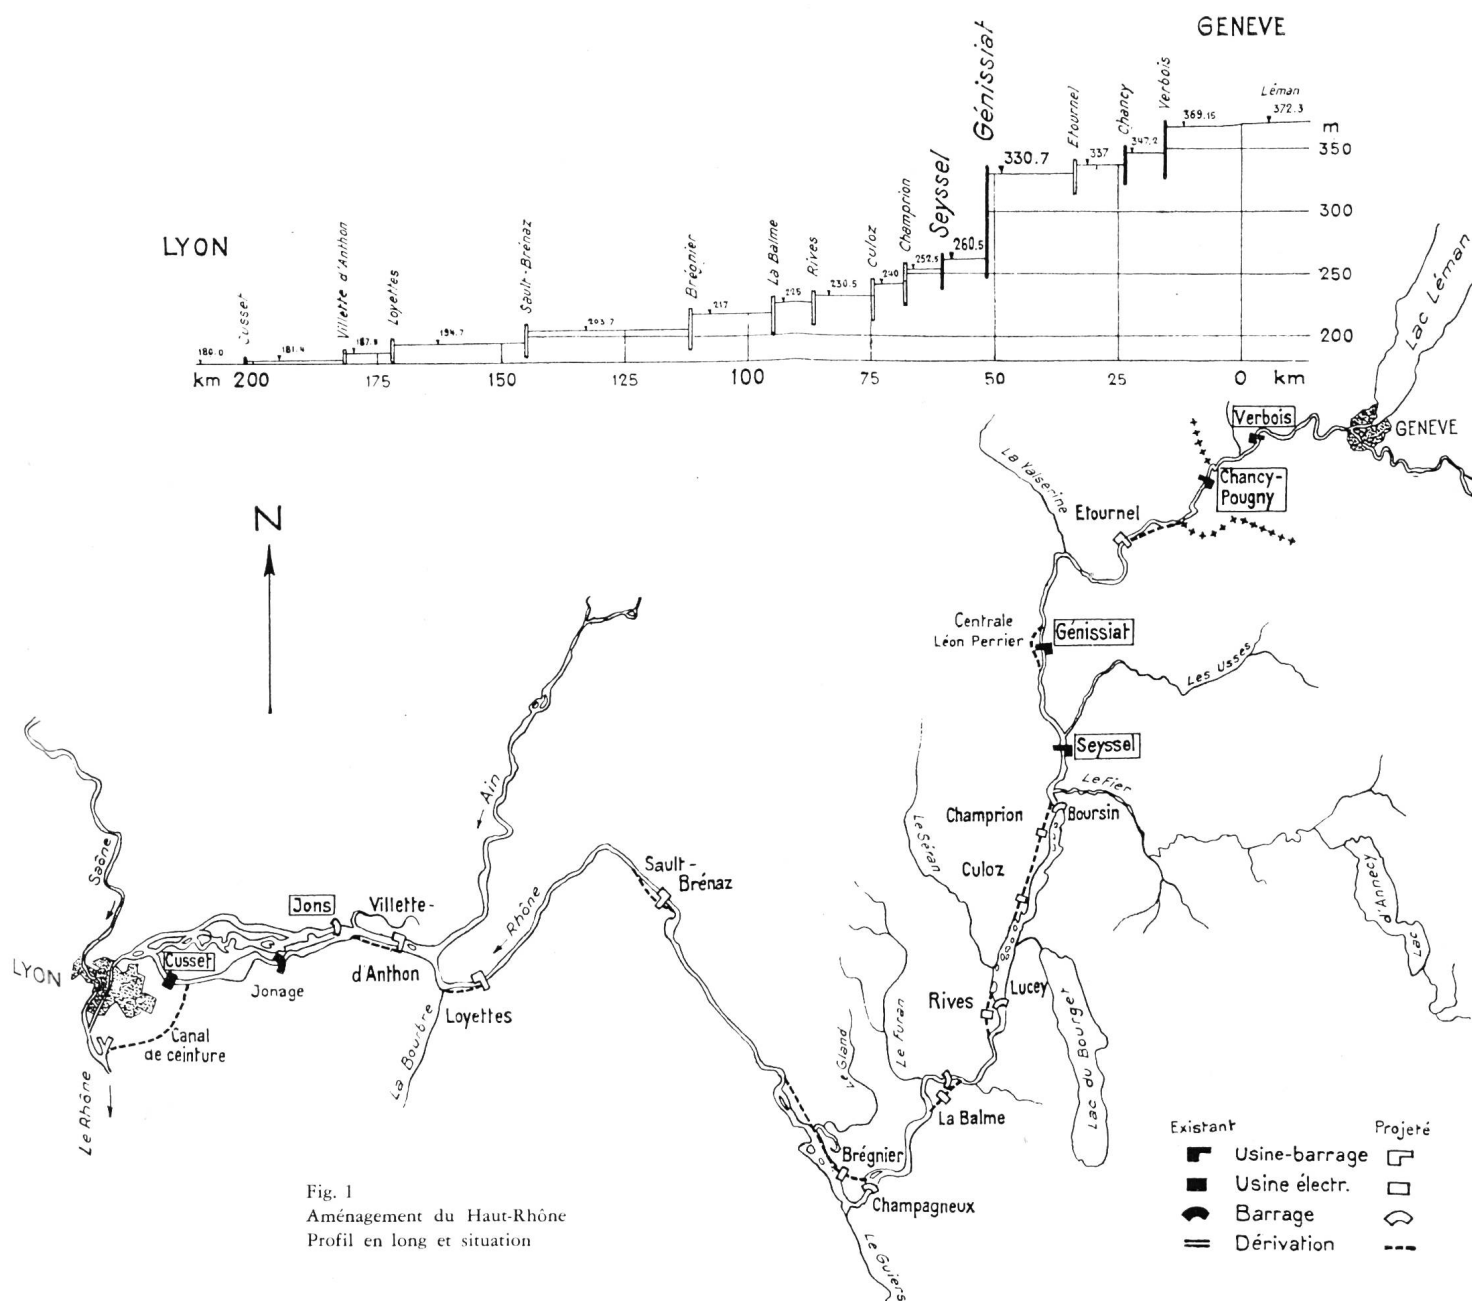 GENEVE
LYON
Cusset
Villette d'Anthon
Loyettes
Sault-Brénaz
Brégnier
La Balme
Rives
Culoz
Champrion
Seyssel
Génissiat
Etournel
Chancy
Verbois
Léman
372.3
369.15
347.2
337
330.7
260.5
252.5
240
230.5
225
217
203.7
194.7
187.8
181.4
180.0
m
350
300
250
200
km 200 175 150 125 100 75 50 25 0 km
Lac Léman
GENEVE
Verbois
Chancy-
Pougny
Etournel
La Valserine
N
Centrale
Léon Perrier
Génissiat
Les Usses
Seyssel
Le Fier
Boursin
Champrion
Culoz
Le Séran
Lac d'Annecy
Ain
Saône
Sault-
Brénaz
Rhône
Jons
Villette-
d'Anthon
Cusset
LYON
Jonage
Loyettes
Canal
de ceinture
La Bourbre
Le Rhône
Rives
Lucey
Lac du Bourget
Le Furan
Le Gland
La Balme
Brégnier
Champagneux
Le Guiers
Existant Projeté
Usine-barrage
Usine électr.
Barrage
Dérivation
Fig. 1
Aménagement du Haut-Rhône
Profil en long et situation